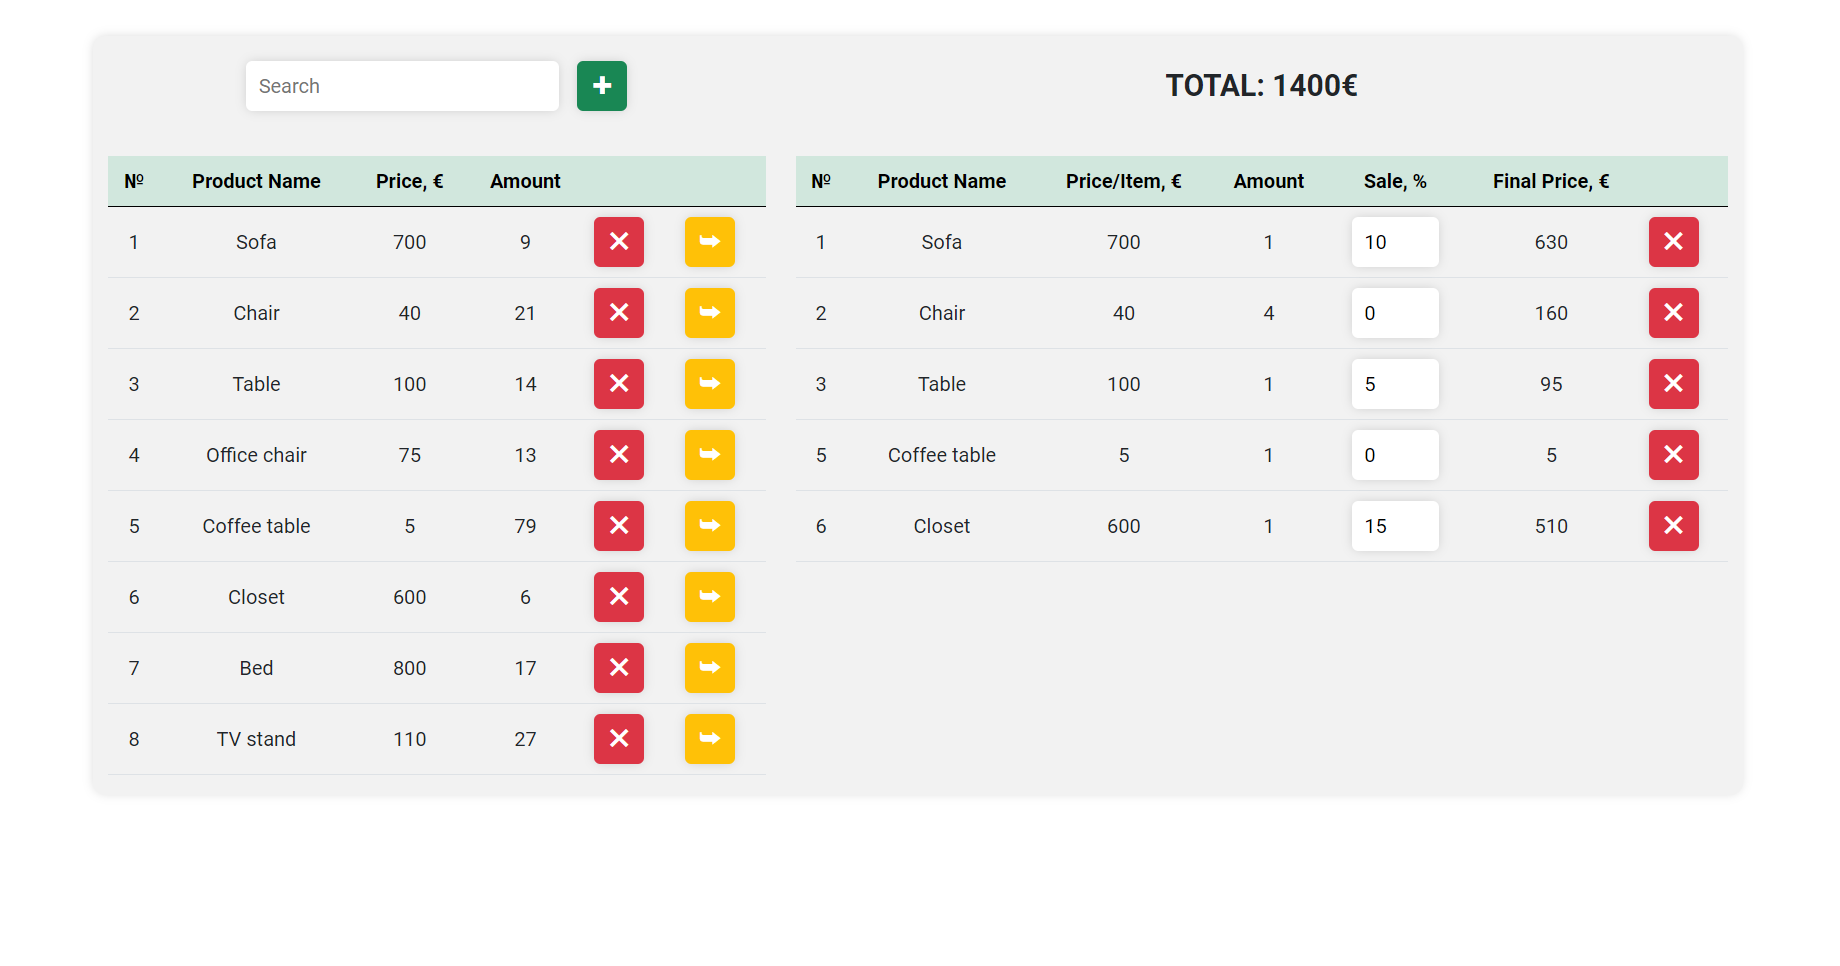 Search
TOTAL: 1400€
№ Product Name Price, € Amount
1 Sofa 700 9
2 Chair 40 21
3 Table 100 14
4 Office chair 75 13
5 Coffee table 5 79
6 Closet 600 6
7 Bed 800 17
8 TV stand 110 27
№ Product Name Price/Item, € Amount Sale, % Final Price, €
1 Sofa 700 1 10 630
2 Chair 40 4 0 160
3 Table 100 1 5 95
5 Coffee table 5 1 0 5
6 Closet 600 1 15 510